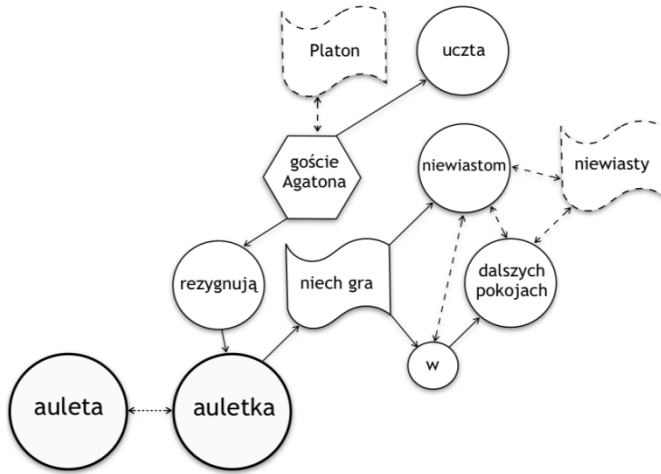 Platon
uczta
goście
Agatona
niewiastom
niewiasty
rezygnują
niech gra
dalszych
pokojach
w
auleta
auletka